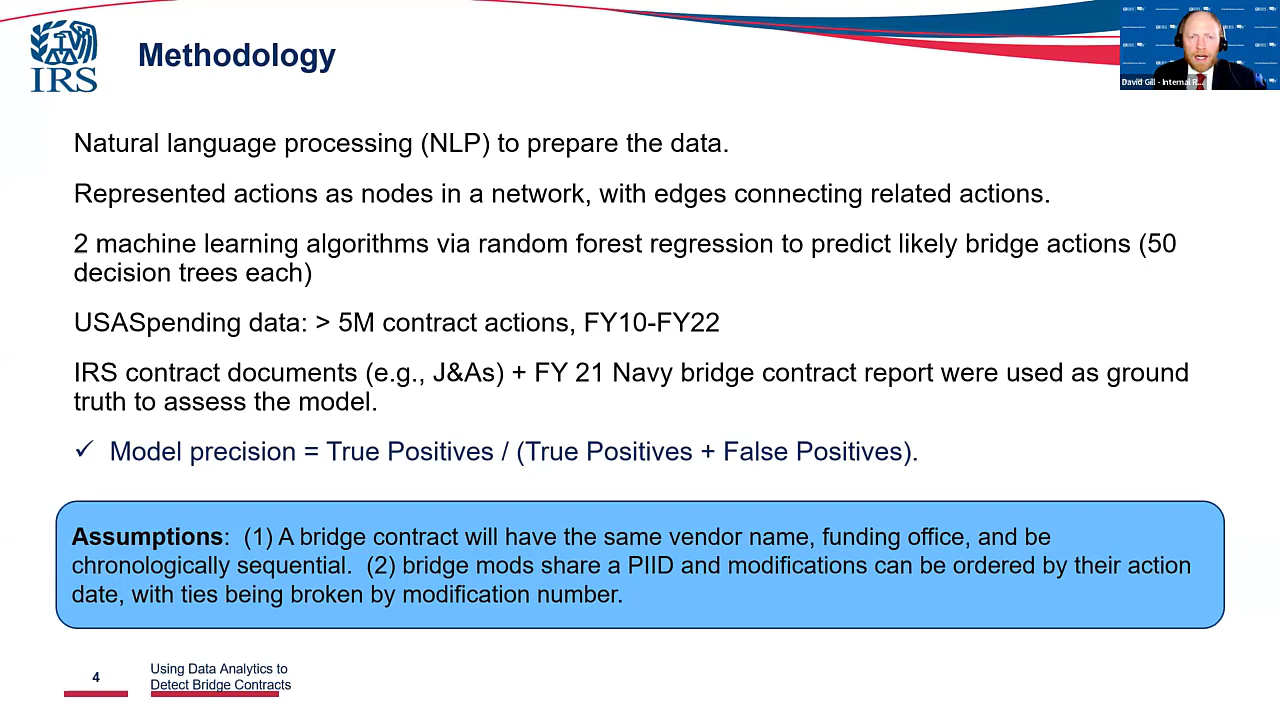 IRS
Methodology
David Gill - Internal R...
Natural language processing (NLP) to prepare the data.
Represented actions as nodes in a network, with edges connecting related actions.
2 machine learning algorithms via random forest regression to predict likely bridge actions (50
decision trees each)
USASpending data: > 5M contract actions, FY10-FY22
IRS contract documents (e.g., J&As) + FY 21 Navy bridge contract report were used as ground
truth to assess the model.
✓ Model precision = True Positives / (True Positives + False Positives).
Assumptions:  (1) A bridge contract will have the same vendor name, funding office, and be
chronologically sequential.  (2) bridge mods share a PIID and modifications can be ordered by their action
date, with ties being broken by modification number.
4
Using Data Analytics to
Detect Bridge Contracts